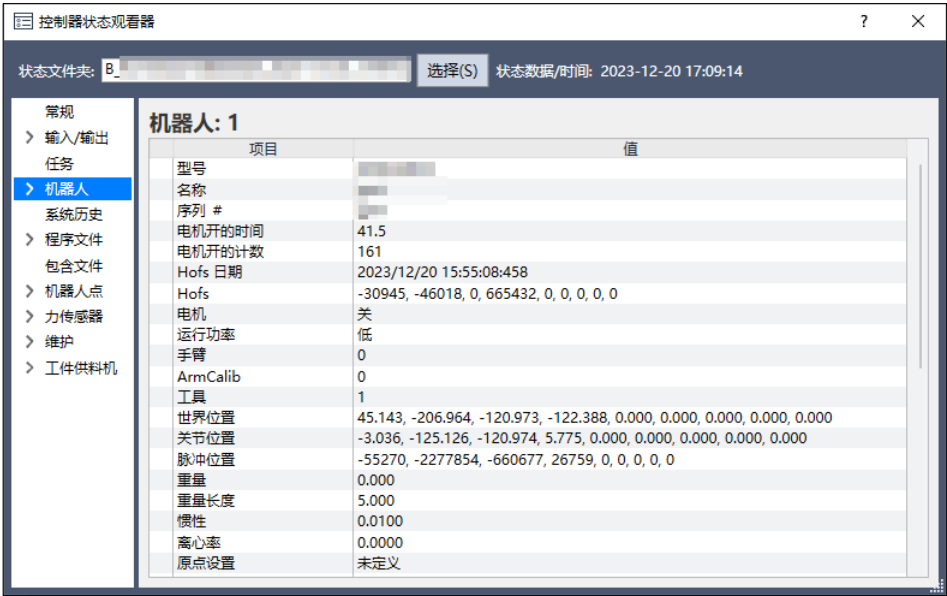 控制器状态观看器
状态文件夹: B_ 选择(S) 状态数据/时间: 2023-12-20 17:09:14
常规
输入/输出
任务
机器人
系统历史
程序文件
包含文件
机器人点
力传感器
维护
工件供料机
机器人: 1
项目 值
型号
名称
序列 #
电机开的时间 41.5
电机开的计数 161
Hofs 日期 2023/12/20 15:55:08:458
Hofs -30945, -46018, 0, 665432, 0, 0, 0, 0, 0
电机 关
运行功率 低
手臂 0
ArmCalib 0
工具 1
世界位置 45.143, -206.964, -120.973, -122.388, 0.000, 0.000, 0.000, 0.000, 0.000
关节位置 -3.036, -125.126, -120.974, 5.775, 0.000, 0.000, 0.000, 0.000, 0.000
脉冲位置 -55270, -2277854, -660677, 26759, 0, 0, 0, 0, 0
重量 0.000
重量长度 5.000
惯性 0.0100
离心率 0.0000
原点设置 未定义